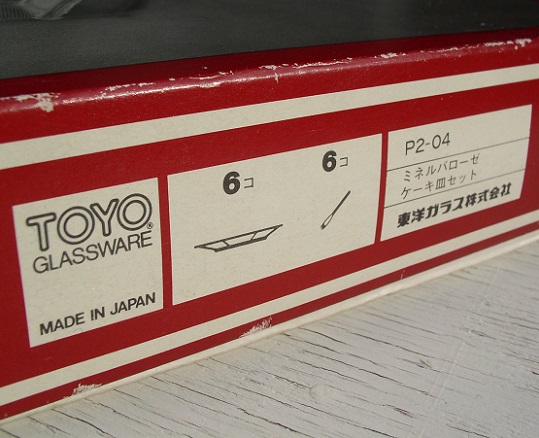 TOYO®
GLASSWARE
MADE IN JAPAN
6コ
6コ
P2-04
ミネルバローゼ
ケーキ皿セット
東洋ガラス株式会社